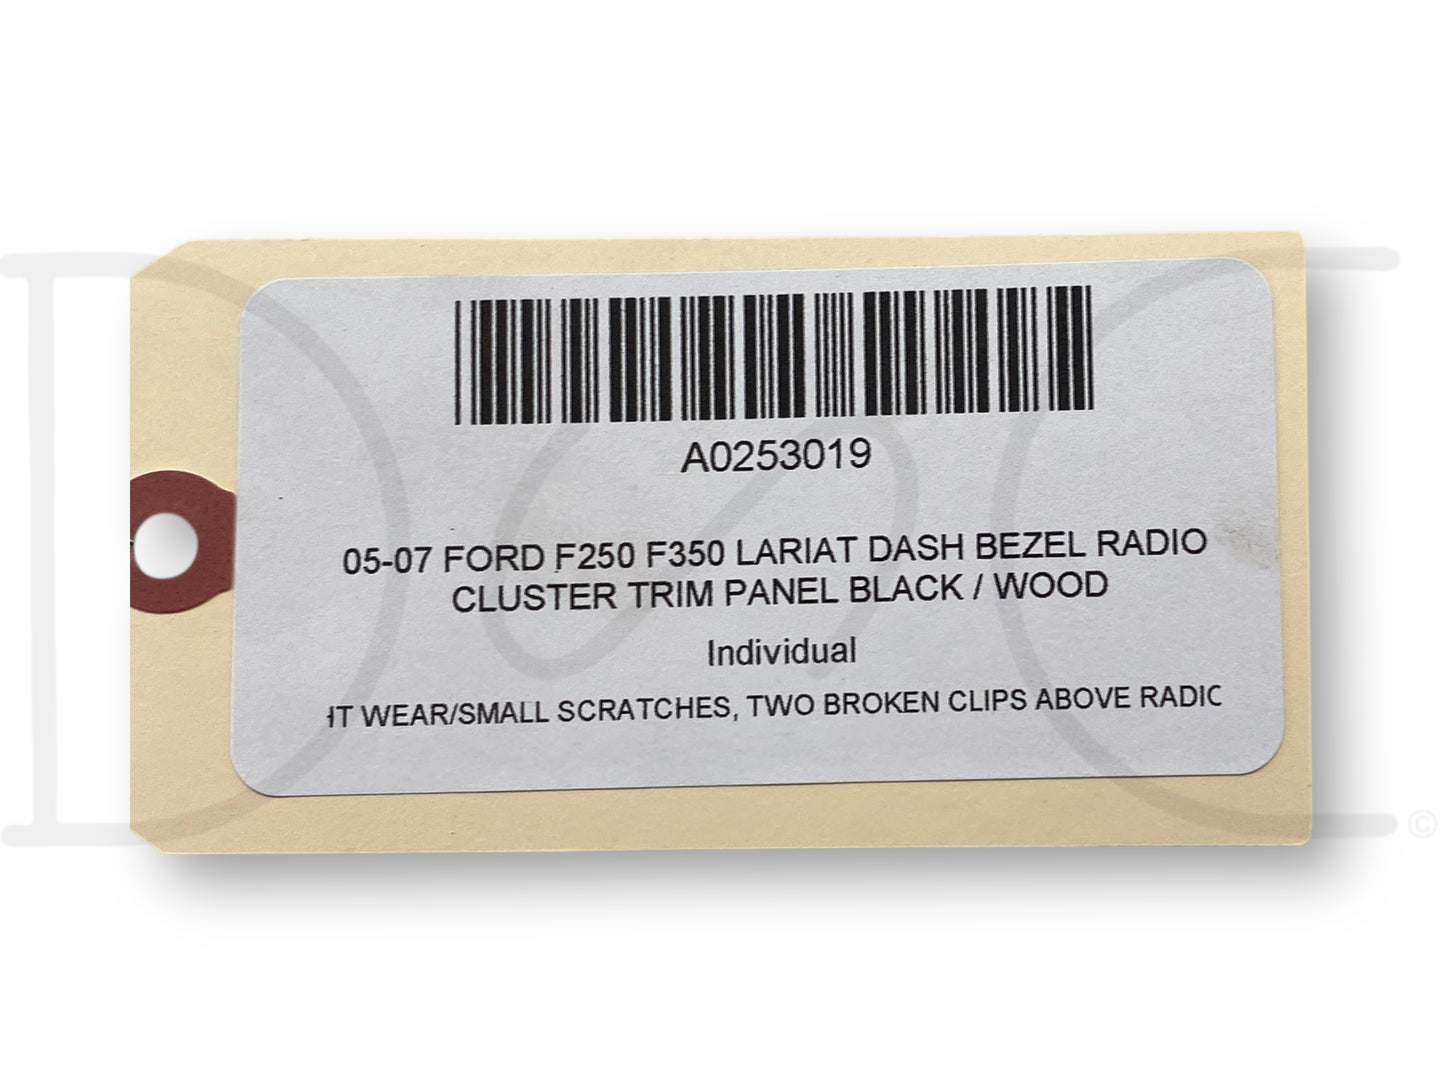 A0253019
05-07 FORD F250 F350 LARIAT DASH BEZEL RADIO
CLUSTER TRIM PANEL BLACK / WOOD
Individual
WEAR/SMALL SCRATCHES, TWO BROKEN CLIPS ABOVE